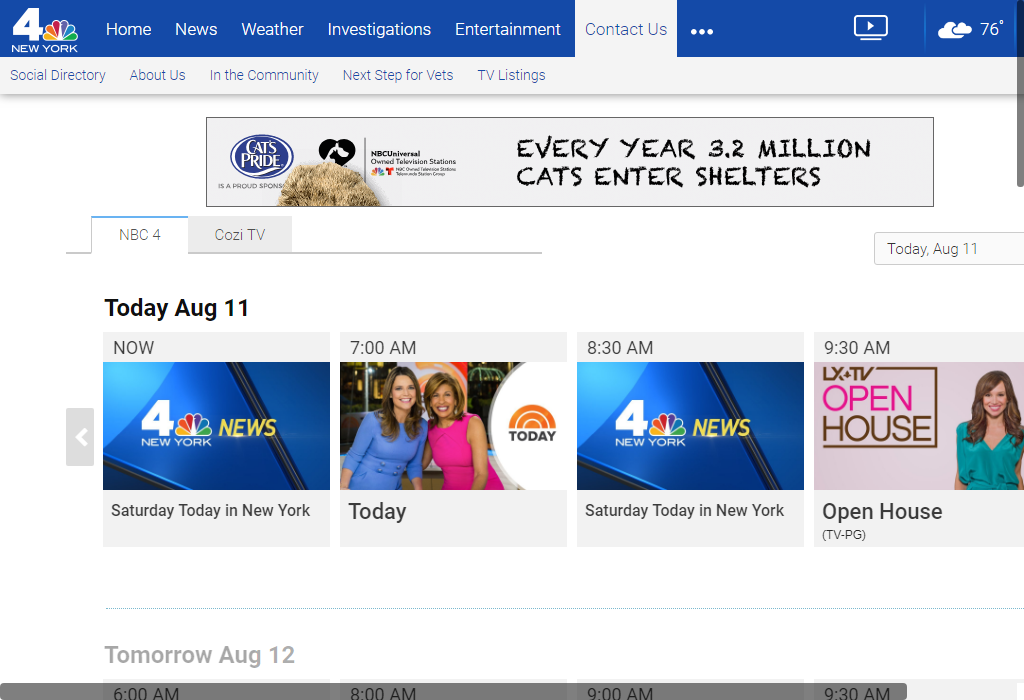 4
NEW YORK
Home
News
Weather
Investigations
Entertainment
Contact Us
76°
Social Directory
About Us
In the Community
Next Step for Vets
TV Listings
CAT'S PRIDE
IS A PROUD SPONS
NBCUniversal
Owned Television Stations
NBC Owned Television Stations
Telemundo Station Group
EVERY YEAR 3.2 MILLION
CATS ENTER SHELTERS
NBC 4
Cozi TV
Today, Aug 11
Today Aug 11
NOW
7:00 AM
8:30 AM
9:30 AM
4 NEWS
NEW YORK
TODAY
4 NEWS
NEW YORK
LX+TV
OPEN
HOUSE
Saturday Today in New York
Today
Saturday Today in New York
Open House
(TV-PG)
Tomorrow Aug 12
6:00 AM
8:00 AM
9:00 AM
9:30 AM